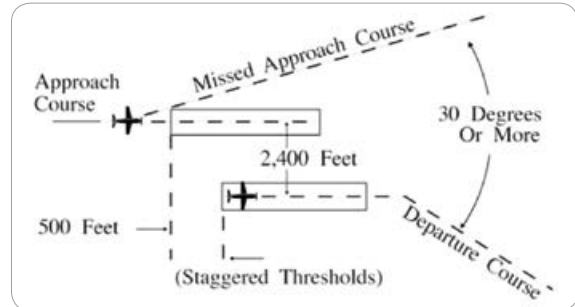 Missed Approach Course
Approach
Course
30 Degrees
Or More
2,400 Feet
500 Feet
Departure Course
(Staggered Thresholds)